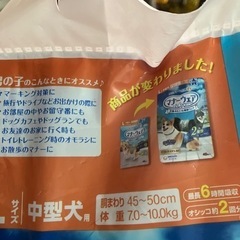 男の子のこんなときにオススメ♪
マーキング対策に
旅行やドライブなどお出かけの際に
お部屋の中やお留守番にも
ドッグカフェやドッグランでも
お友達のお家に行く時も
トイレトレーニング時のオモラシに
お散歩のマナーに
商品が変わりました!
マナーウェア
サイズ
中型犬用
胴まわり 45~50cm
体重 7.0~10.0kg
最長6時間吸収
オシッコ約2回分